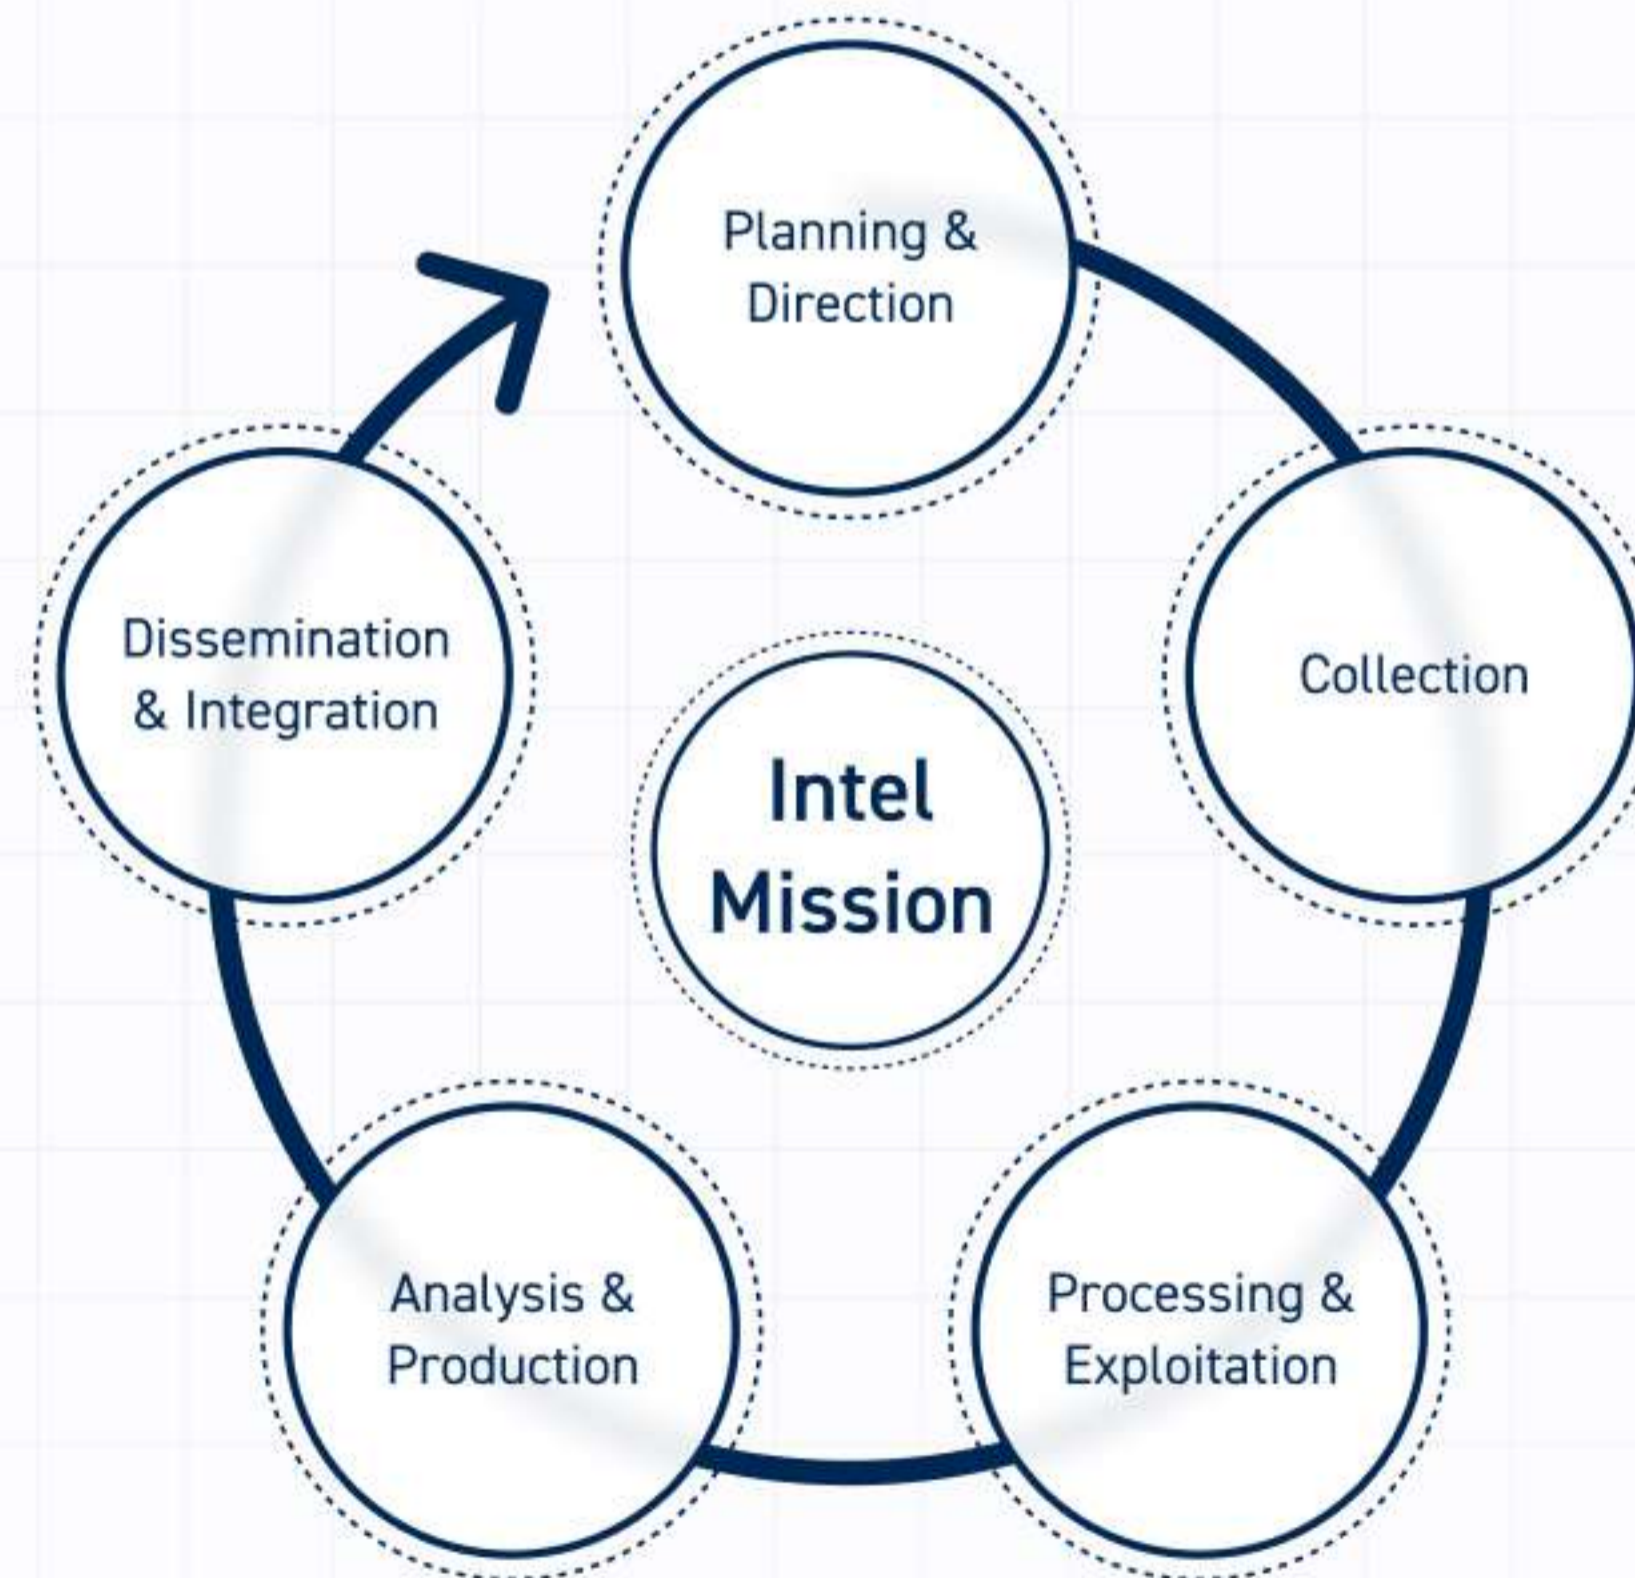 Planning &
Direction
Collection
Processing &
Exploitation
Analysis &
Production
Dissemination
& Integration
Intel
Mission